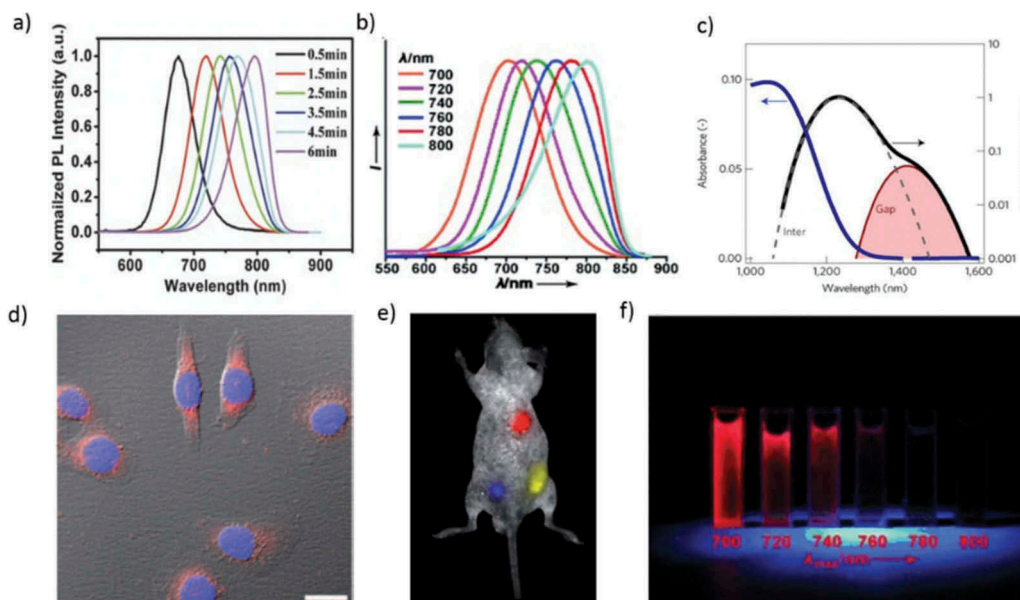 a)
Normailzed PL Intensity (a.u.)
1.0
0.8
0.6
0.4
0.2
0.0
0.5min
1.5min
2.5min
3.5min
4.5min
6min
600 700 800 900
Wavelength (nm)
b)
I
λ/nm
700
720
740
760
780
800
550 600 650 700 750 800 850 900
λ/nm
c)
Absorbance (-)
0.10
0.05
0.00
10
1
0.1
0.01
0.001
Inter
Gap
1,000 1,200 1,400 1,600
Wavelength (nm)
d)
e)
f)
700 720 740 760 780 800
λmax/nm